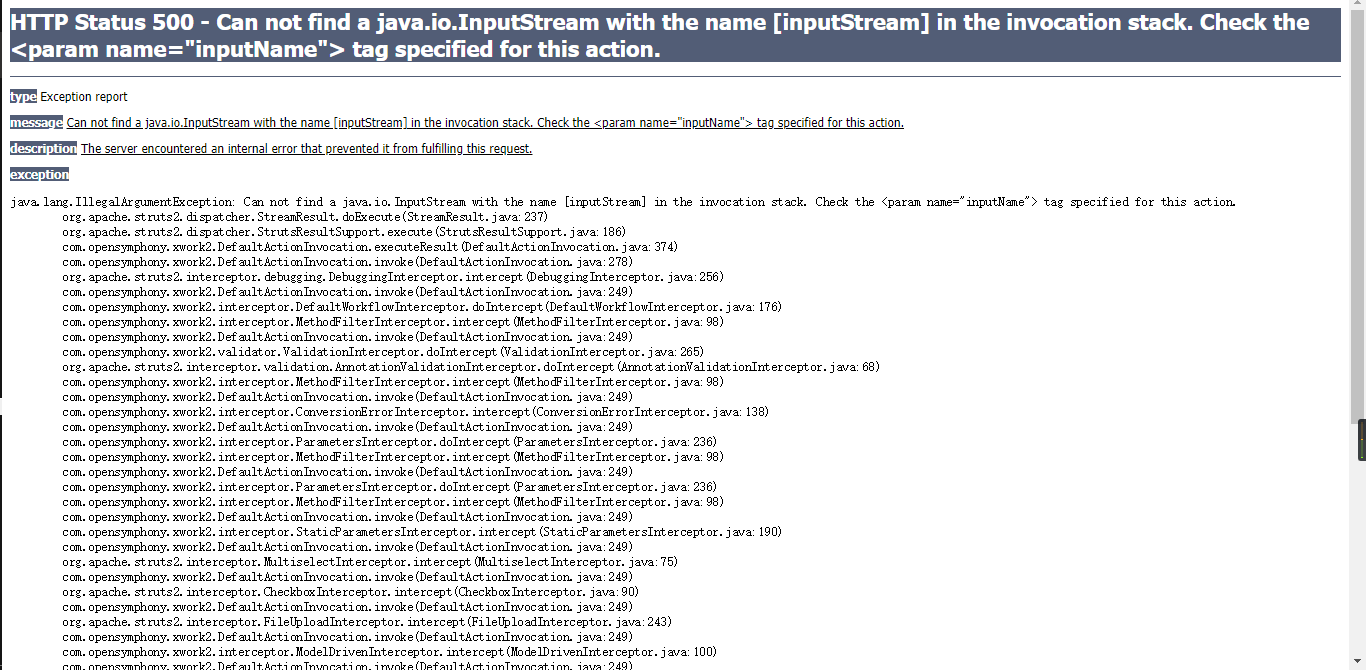 HTTP Status 500 - Can not find a java.io.InputStream with the name [inputStream] in the invocation stack. Check the
<param name="inputName"> tag specified for this action.
type Exception report
message Can not find a java.io.InputStream with the name [inputStream] in the invocation stack. Check the <param name="inputName"> tag specified for this action.
description The server encountered an internal error that prevented it from fulfilling this request.
exception
java.lang.IllegalArgumentException: Can not find a java.io.InputStream with the name [inputStream] in the invocation stack. Check the <param name="inputName"> tag specified for this action.
org.apache.struts2.dispatcher.StreamResult.doExecute(StreamResult.java:237)
org.apache.struts2.dispatcher.StrutsResultSupport.execute(StrutsResultSupport.java:186)
com.opensymphony.xwork2.DefaultActionInvocation.executeResult(DefaultActionInvocation.java:374)
com.opensymphony.xwork2.DefaultActionInvocation.invoke(DefaultActionInvocation.java:278)
org.apache.struts2.interceptor.debugging.DebuggingInterceptor.intercept(DebuggingInterceptor.java:256)
com.opensymphony.xwork2.DefaultActionInvocation.invoke(DefaultActionInvocation.java:249)
com.opensymphony.xwork2.interceptor.DefaultWorkflowInterceptor.doIntercept(DefaultWorkflowInterceptor.java:176)
com.opensymphony.xwork2.interceptor.MethodFilterInterceptor.intercept(MethodFilterInterceptor.java:98)
com.opensymphony.xwork2.DefaultActionInvocation.invoke(DefaultActionInvocation.java:249)
com.opensymphony.xwork2.validator.ValidationInterceptor.doIntercept(ValidationInterceptor.java:265)
org.apache.struts2.interceptor.validation.AnnotationValidationInterceptor.doIntercept(AnnotationValidationInterceptor.java:68)
com.opensymphony.xwork2.interceptor.MethodFilterInterceptor.intercept(MethodFilterInterceptor.java:98)
com.opensymphony.xwork2.DefaultActionInvocation.invoke(DefaultActionInvocation.java:249)
com.opensymphony.xwork2.interceptor.ConversionErrorInterceptor.intercept(ConversionErrorInterceptor.java:138)
com.opensymphony.xwork2.DefaultActionInvocation.invoke(DefaultActionInvocation.java:249)
com.opensymphony.xwork2.interceptor.ParametersInterceptor.doIntercept(ParametersInterceptor.java:236)
com.opensymphony.xwork2.interceptor.MethodFilterInterceptor.intercept(MethodFilterInterceptor.java:98)
com.opensymphony.xwork2.DefaultActionInvocation.invoke(DefaultActionInvocation.java:249)
com.opensymphony.xwork2.interceptor.ParametersInterceptor.doIntercept(ParametersInterceptor.java:236)
com.opensymphony.xwork2.interceptor.MethodFilterInterceptor.intercept(MethodFilterInterceptor.java:98)
com.opensymphony.xwork2.DefaultActionInvocation.invoke(DefaultActionInvocation.java:249)
com.opensymphony.xwork2.interceptor.StaticParametersInterceptor.intercept(StaticParametersInterceptor.java:190)
com.opensymphony.xwork2.DefaultActionInvocation.invoke(DefaultActionInvocation.java:249)
org.apache.struts2.interceptor.MultiselectInterceptor.intercept(MultiselectInterceptor.java:75)
com.opensymphony.xwork2.DefaultActionInvocation.invoke(DefaultActionInvocation.java:249)
org.apache.struts2.interceptor.CheckboxInterceptor.intercept(CheckboxInterceptor.java:90)
com.opensymphony.xwork2.DefaultActionInvocation.invoke(DefaultActionInvocation.java:249)
org.apache.struts2.interceptor.FileUploadInterceptor.intercept(FileUploadInterceptor.java:243)
com.opensymphony.xwork2.DefaultActionInvocation.invoke(DefaultActionInvocation.java:249)
com.opensymphony.xwork2.interceptor.ModelDrivenInterceptor.intercept(ModelDrivenInterceptor.java:100)
com.opensymphony.xwork2.DefaultActionInvocation.invoke(DefaultActionInvocation.java:249)